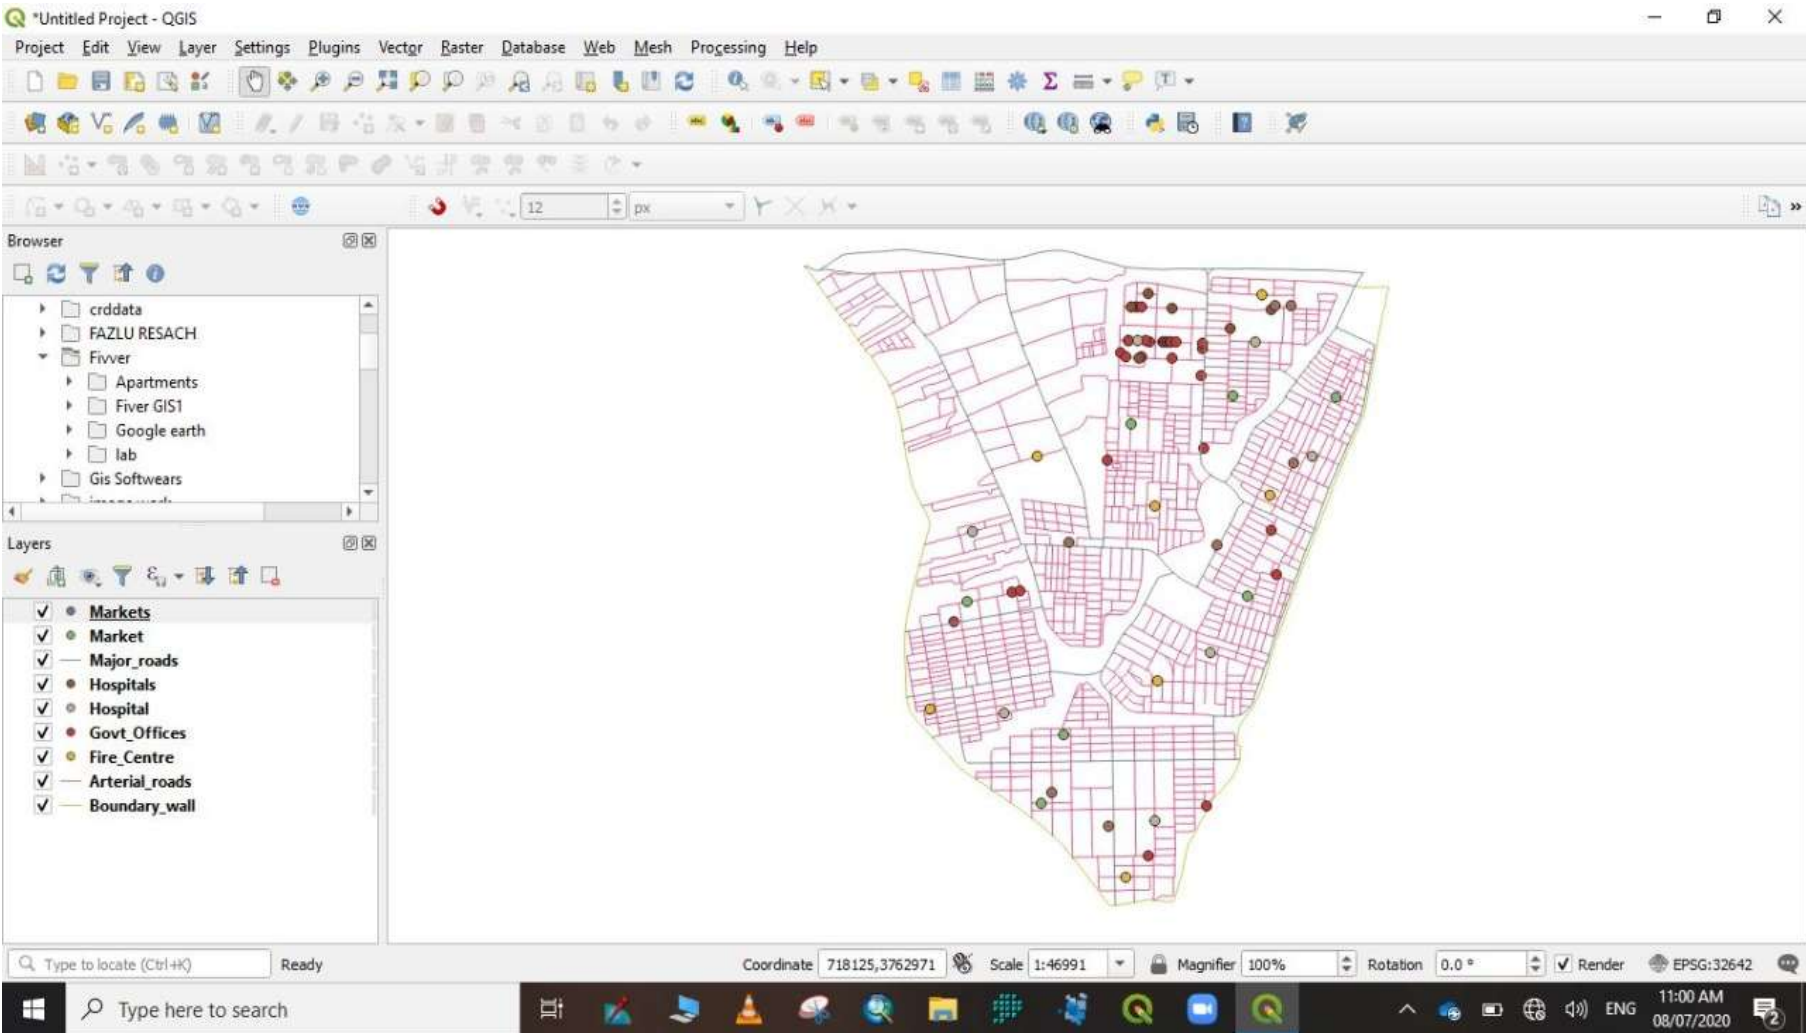 *Untitled Project - QGIS
Project Edit View Layer Settings Plugins Vector Raster Database Web Mesh Processing Help
12 px
Browser
crddata
FAZLU RESACH
Fivver
Apartments
Fiver GIS1
Google earth
lab
Gis Softwears
Layers
Markets
Market
Major_roads
Hospitals
Hospital
Govt_Offices
Fire_Centre
Arterial_roads
Boundary_wall
Type to locate (Ctrl+K) Ready Coordinate 718125,3762971 Scale 1:46991 Magnifier 100% Rotation 0.0 ° Render EPSG:32642
Type here to search ENG 11:00 AM
08/07/2020 2